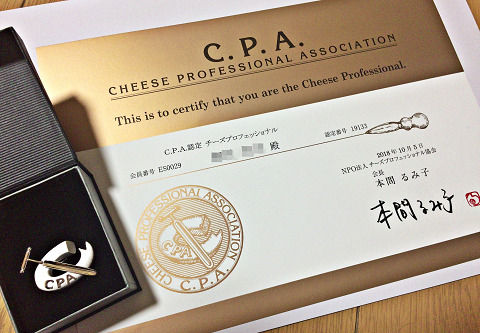 C.P.A.
CHEESE PROFESSIONAL ASSOCIATION
This is to certify that you are the Cheese Professional.
C.P.A.認定 チーズプロフェッショナル
会員番号 ES0029
殿
認定番号 19133
2018年10月5日
NPO法人チーズプロフェッショナル協会
会長
本間 るみ子
本間るみ子
CHEESE PROFESSIONAL ASSOCIATION
CPA
C.P.A.
CPA